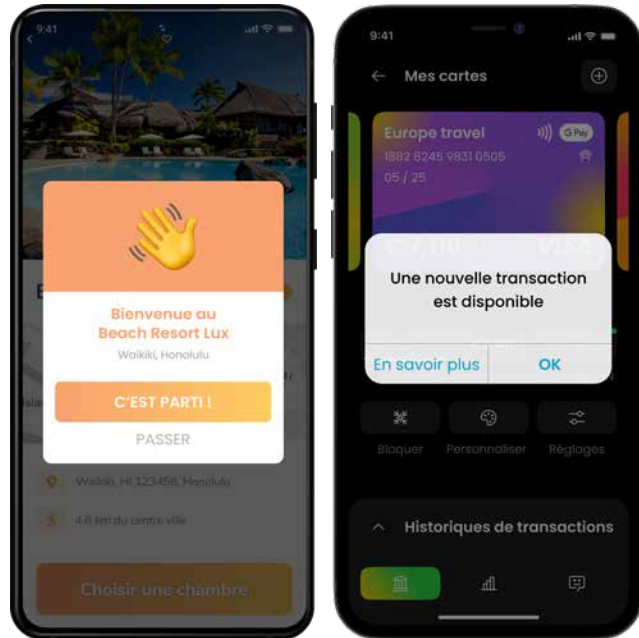 9:41
Bienvenue au
Beach Resort Lux
Waikiki, Honolulu
C'EST PARTI !
PASSER
Waikiki, HI 123456, Honolulu
4.6 km du centre ville
Choisir une chambre
9:41
Mes cartes
Europe travel
G Pay
1882 8245 9831 0505
05 / 25
Une nouvelle transaction
est disponible
En savoir plus
OK
Bloquer
Personnaliser
Réglages
Historiques de transactions